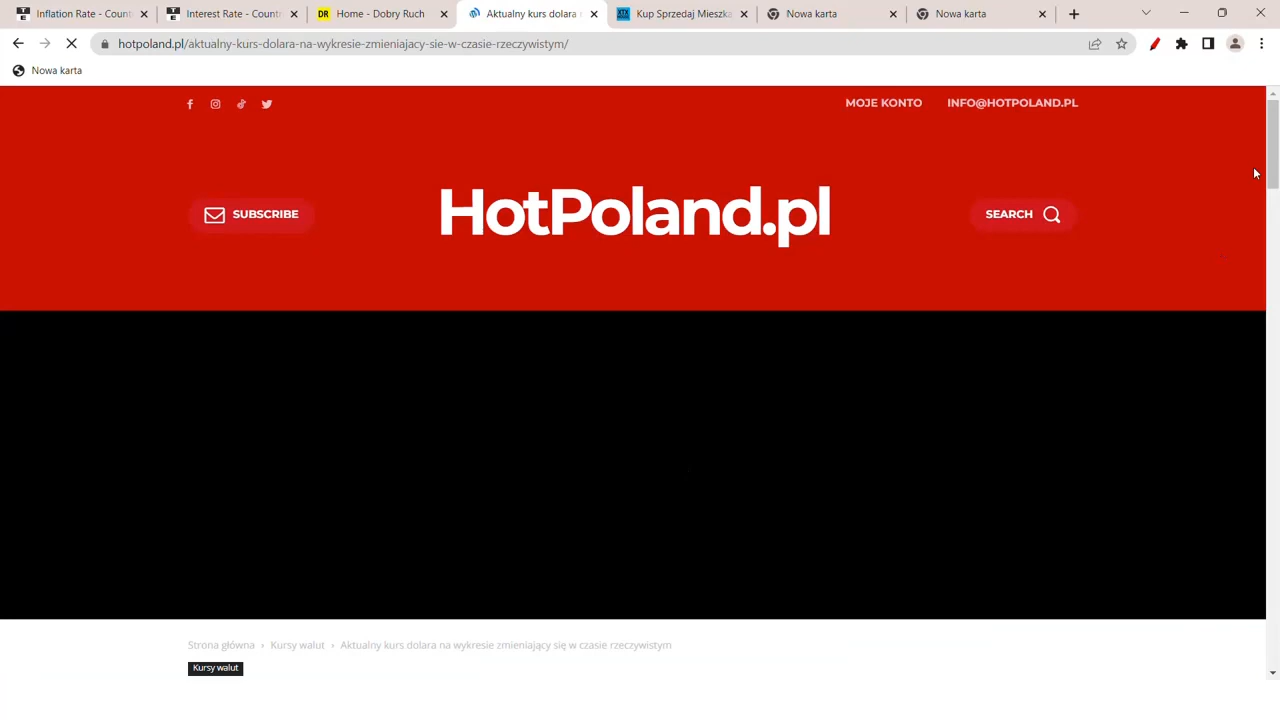 Inflation Rate - Count
Interest Rate - Countr
Home - Dobry Ruch
Aktualny kurs dolara
Kup Sprzedaj Mieszka
Nowa karta
Nowa karta
hotpoland.pl/aktualny-kurs-dolara-na-wykresie-zmieniajacy-sie-w-czasie-rzeczywistym/
Nowa karta
MOJE KONTO
INFO@HOTPOLAND.PL
SUBSCRIBE
HotPoland.pl
SEARCH
Strona główna › Kursy walut › Aktualny kurs dolara na wykresie zmieniający się w czasie rzeczywistym
Kursy walut